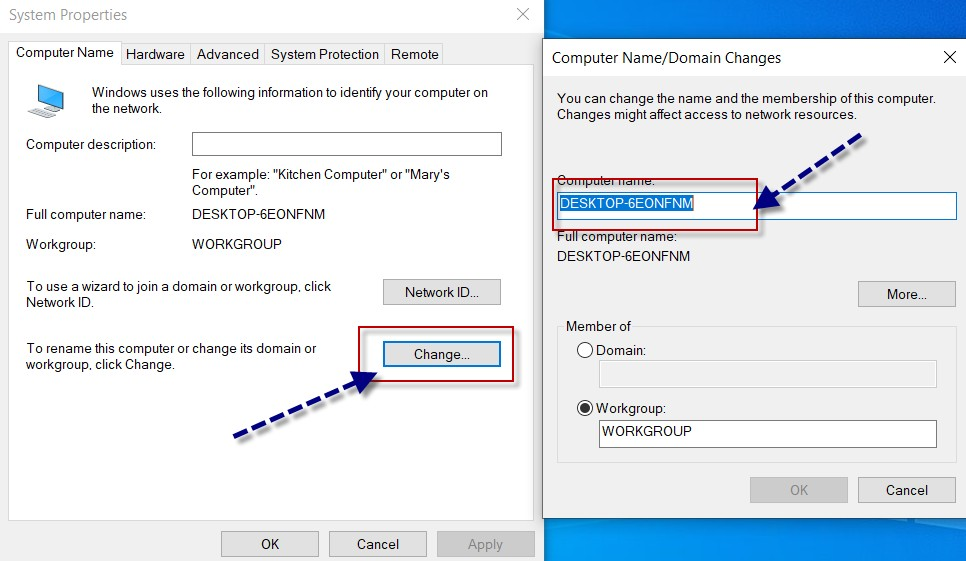 System Properties
Computer Name
Hardware
Advanced
System Protection
Remote
Windows uses the following information to identify your computer on
the network.
Computer description:
For example: "Kitchen Computer" or "Mary's
Computer".
Full computer name:
DESKTOP-6EONFNM
Workgroup:
WORKGROUP
To use a wizard to join a domain or workgroup, click
Network ID.
Network ID...
To rename this computer or change its domain or
workgroup, click Change.
Change...
OK
Cancel
Apply
Computer Name/Domain Changes
You can change the name and the membership of this computer.
Changes might affect access to network resources.
Computer name:
DESKTOP-6EONFNM
Full computer name:
DESKTOP-6EONFNM
More...
Member of
Domain:
Workgroup:
WORKGROUP
OK
Cancel